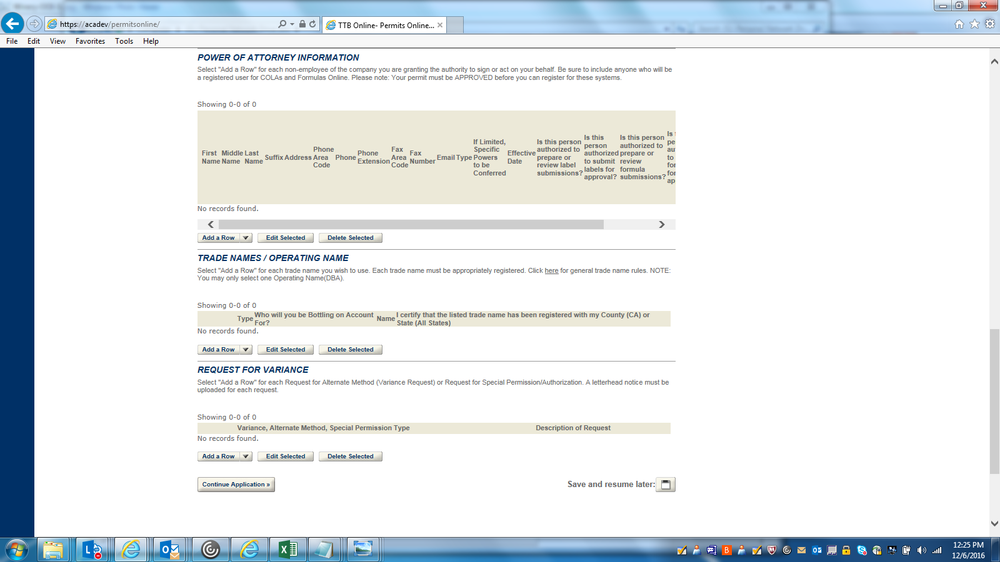 https://acadev/permitsonline/
TTB Online- Permits Online...
File Edit View Favorites Tools Help
POWER OF ATTORNEY INFORMATION
Select "Add a Row" for each non-employee of the company you are granting the authority to sign or act on your behalf. Be sure to include anyone who will be
a registered user for COLAs and Formulas Online. Please note: Your permit must be APPROVED before you can register for these systems.
Showing 0-0 of 0
First Name
Middle Name
Last Name
Suffix
Address
Phone Area Code
Phone
Phone Extension
Fax Area Code
Fax Number
Email
Type
If Limited, Specific Powers to be Conferred
Effective Date
Is this person authorized to prepare or review label submissions?
Is this person authorized to submit labels for approval?
Is this person authorized to prepare or review formula submissions?
No records found.
Add a Row Edit Selected Delete Selected
TRADE NAMES / OPERATING NAME
Select "Add a Row" for each trade name you wish to use. Each trade name must be appropriately registered. Click here for general trade name rules. NOTE:
You may only select one Operating Name(DBA).
Showing 0-0 of 0
Type
Who will you be Bottling on Account For?
Name
I certify that the listed trade name has been registered with my County (CA) or State (All States)
No records found.
Add a Row Edit Selected Delete Selected
REQUEST FOR VARIANCE
Select "Add a Row" for each Request for Alternate Method (Variance Request) or Request for Special Permission/Authorization. A letterhead notice must be
uploaded for each request.
Showing 0-0 of 0
Variance, Alternate Method, Special Permission Type Description of Request
No records found.
Add a Row Edit Selected Delete Selected
Continue Application » Save and resume later:
12:25 PM
12/6/2016